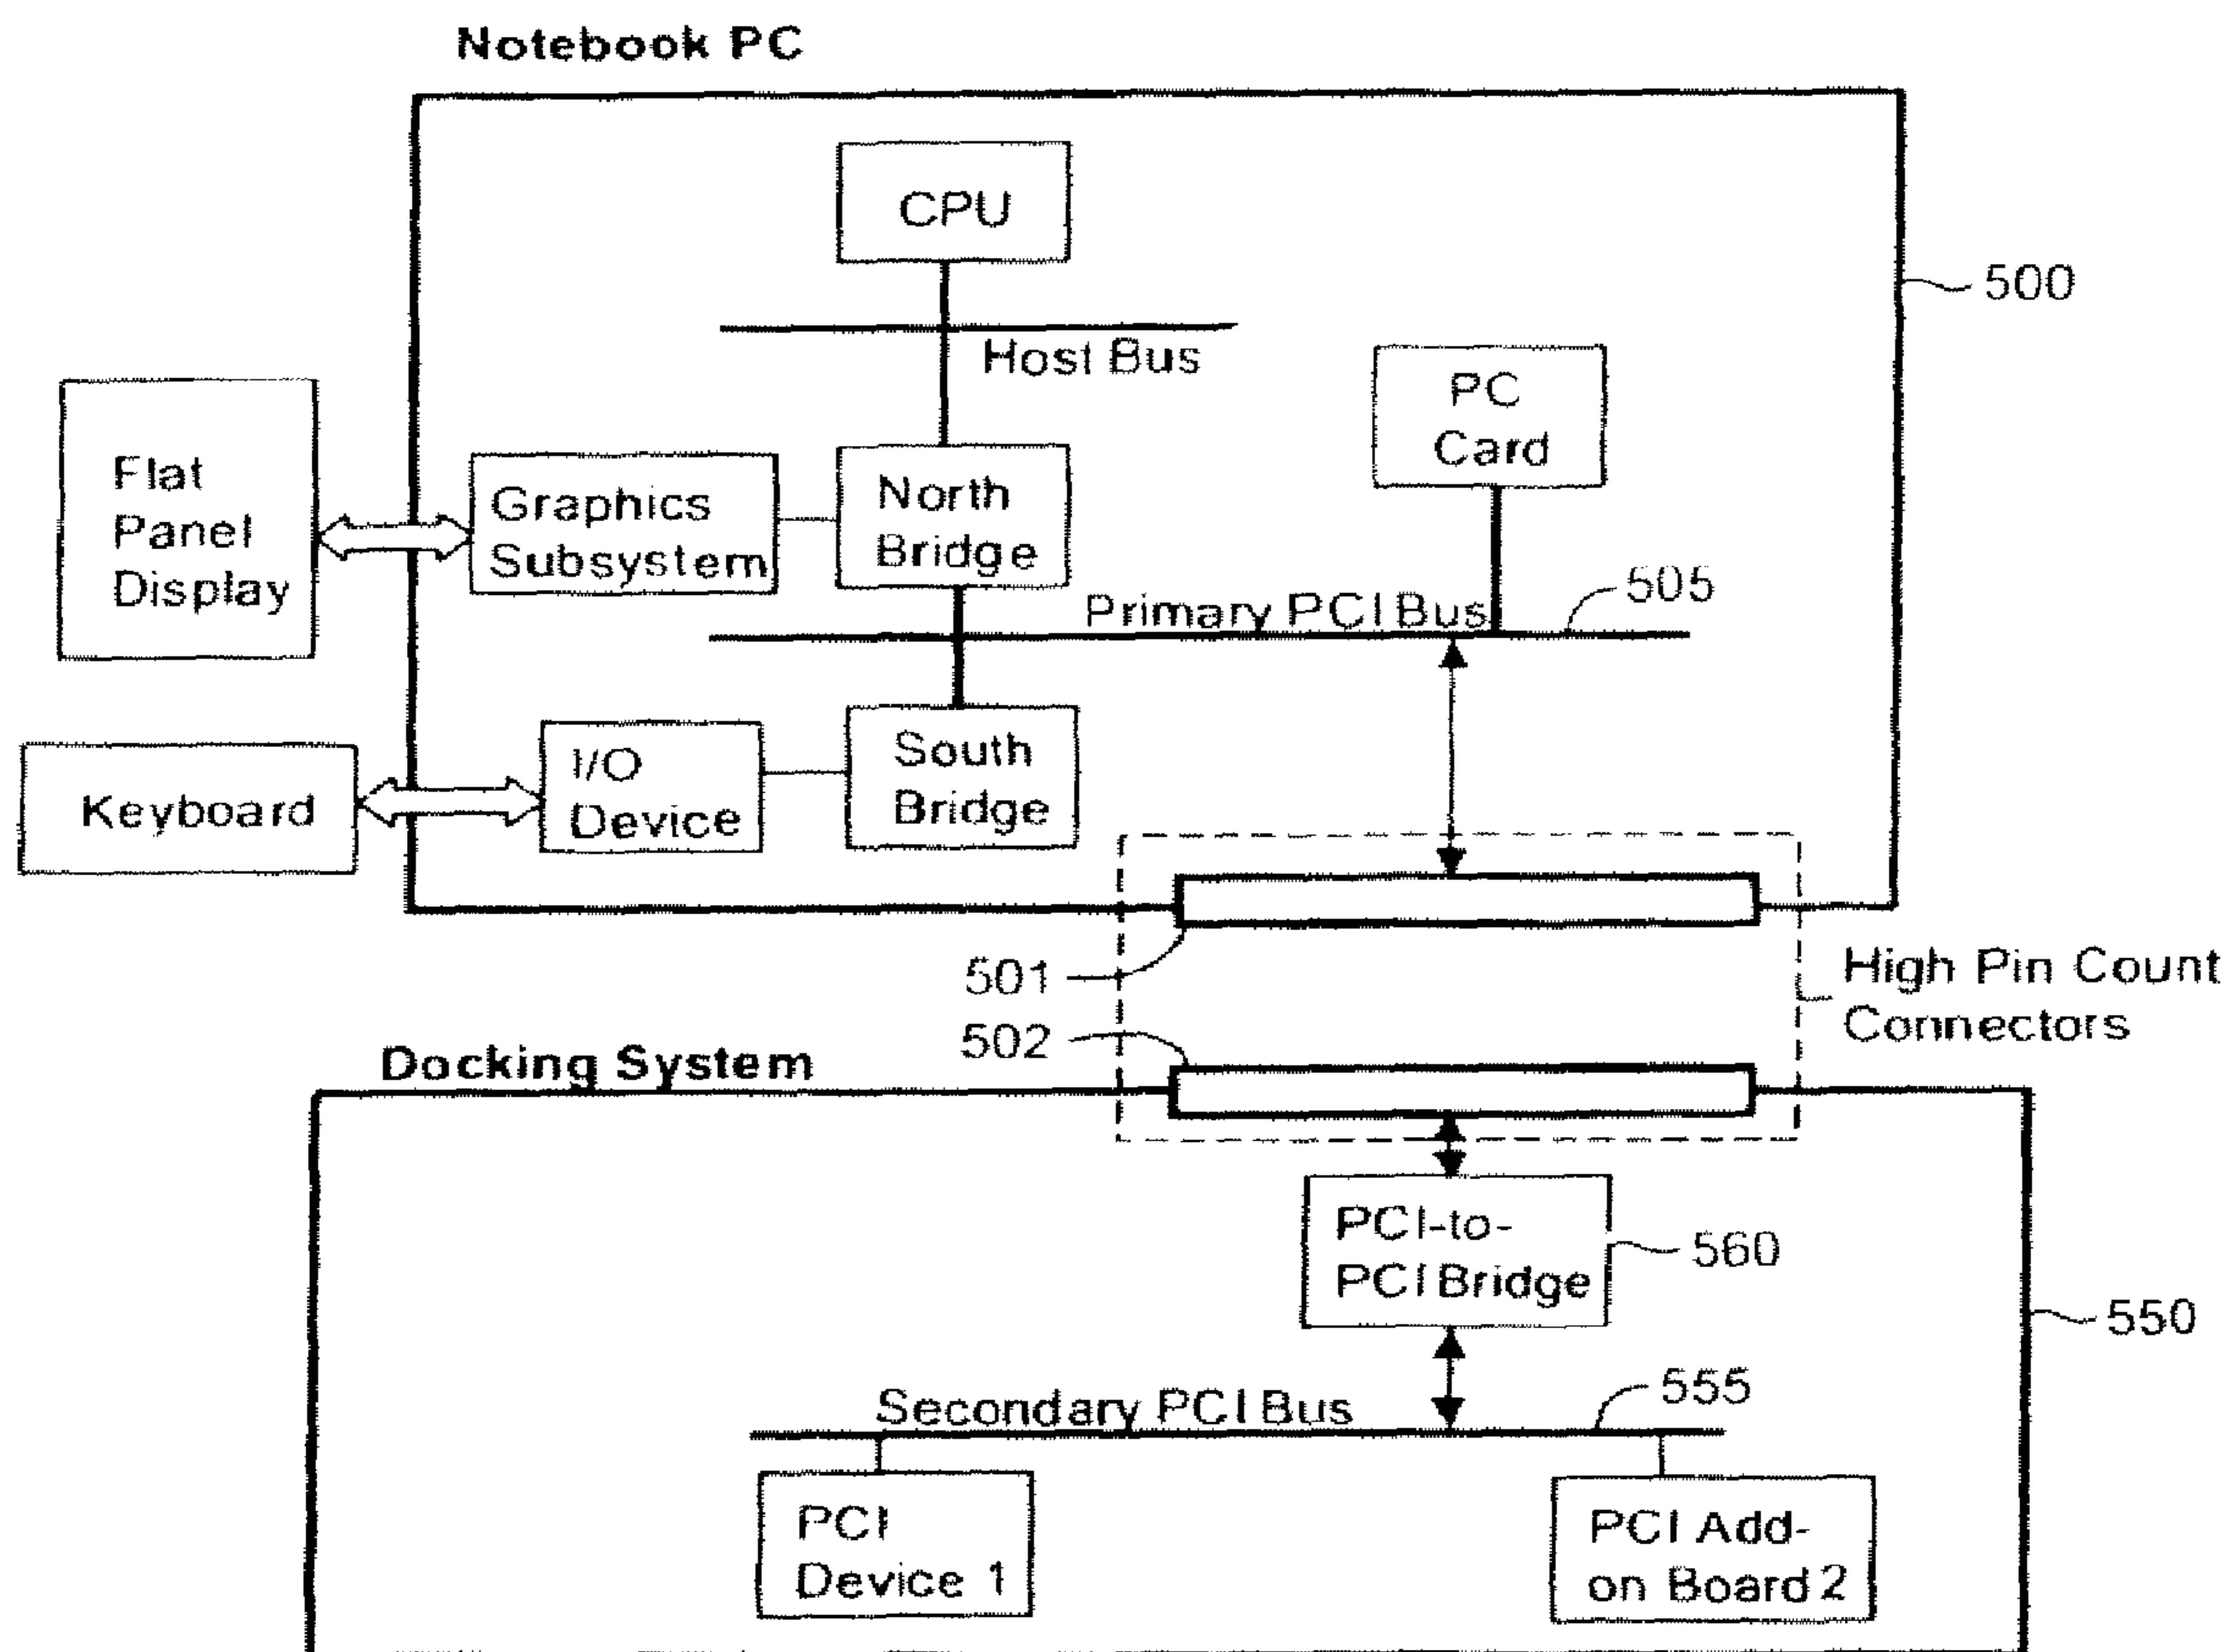 Notebook PC
CPU
500
Host Bus
PC
Card
Flat
Panel
Display
Graphics
Subsystem
North
Bridge
505
Primary PCI Bus
I/O
Device
South
Bridge
Keyboard
501
High Pin Count
Connectors
502
Docking System
PCI-to-
PCI Bridge
560
550
555
Secondary PCI Bus
PCI
Device 1
PCI Add-
on Board 2